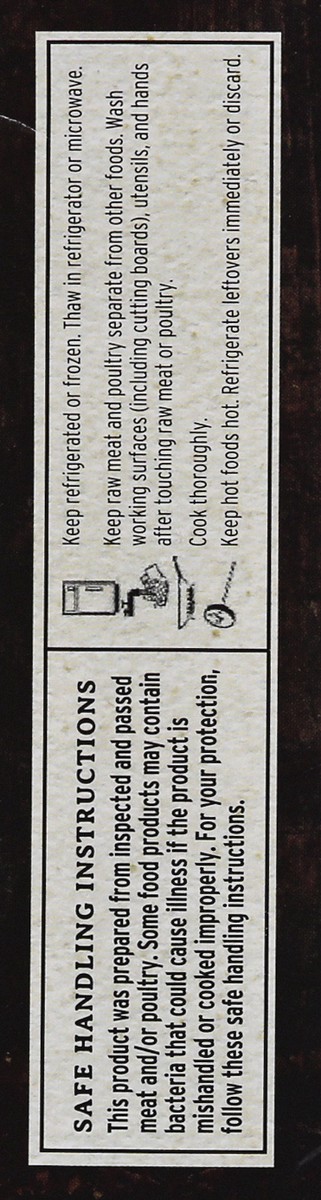 SAFE HANDLING INSTRUCTIONS
This product was prepared from inspected and passed
meat and/or poultry. Some food products may contain
bacteria that could cause illness if the product is
mishandled or cooked improperly. For your protection,
follow these safe handling instructions.
Keep refrigerated or frozen. Thaw in refrigerator or microwave.
Keep raw meat and poultry separate from other foods. Wash
working surfaces (including cutting boards), utensils, and hands
after touching raw meat or poultry.
Cook thoroughly.
Keep hot foods hot. Refrigerate leftovers immediately or discard.